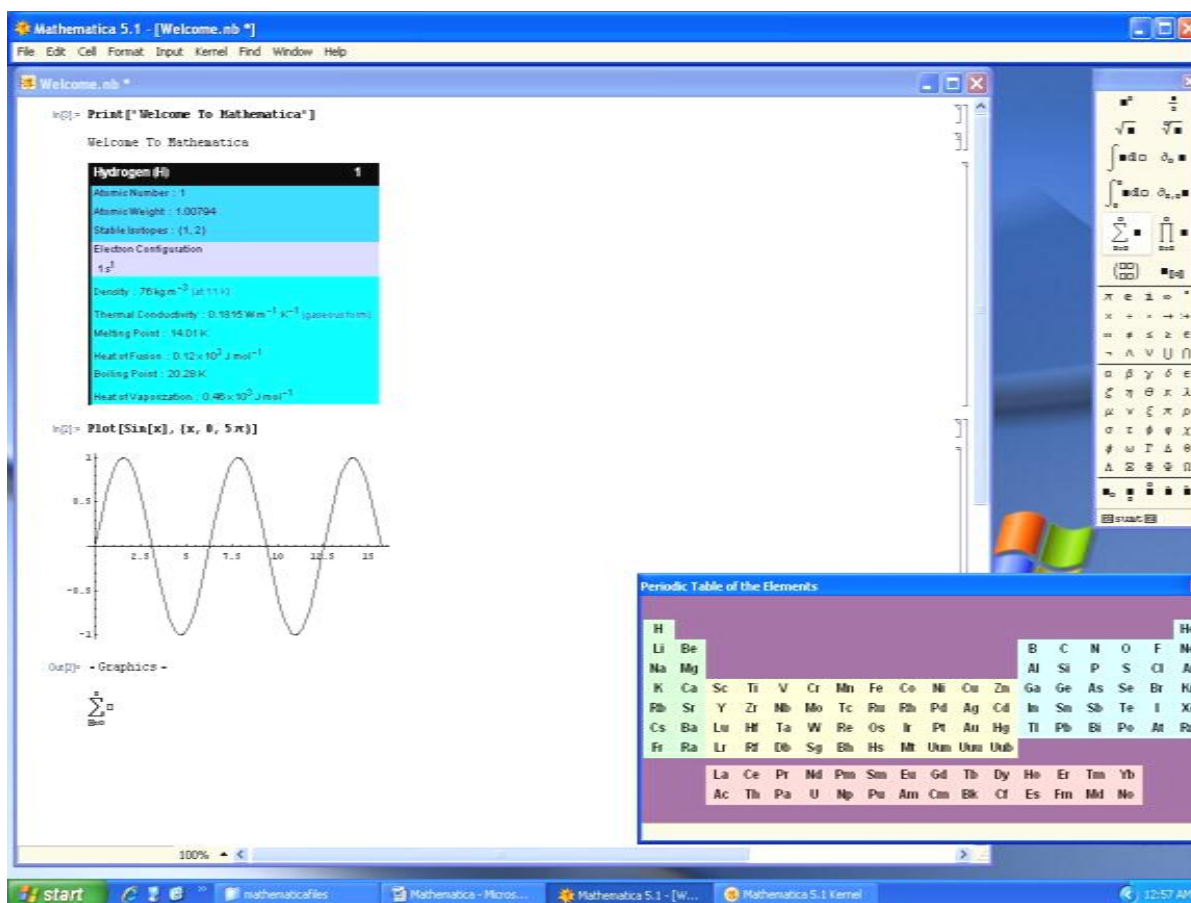 Mathematica 5.1 - [Welcome.nb *]
File Edit Cell Format Input Kernel Find Window Help
Welcome.nb *
In[3]:= Print["Welcome To Mathematica"]
Welcome To Mathematica
Hydrogen (H) 1
Atomic Number : 1
Atomic Weight : 1.00794
Stable Isotopes : {1, 2}
Electron Configuration
1s¹
Density : 76 kg m⁻³ (at 11 K)
Thermal Conductivity : 0.1815 W m⁻¹ K⁻¹ (gaseous form)
Melting Point : 14.01 K
Heat of Fusion : 0.12 x 10³ J mol⁻¹
Boiling Point : 20.28 K
Heat of Vaporization : 0.46 x 10³ J mol⁻¹
In[2]:= Plot[Sin[x], {x, 0, 5 π}]
1
0.5
2.5 5 7.5 10 12.5 15
-0.5
-1
Out[2]= - Graphics -
100%
π e i ∞ °
α β γ δ ε
ζ η θ κ λ
μ ν ξ π ρ
σ τ φ φ χ
Periodic Table of the Elements
H He
Li Be B C N O F Ne
Na Mg Al Si P S Cl
K Ca Sc Ti V Cr Mn Fe Co Ni Cu Zn Ga Ge As Se Br
Rb Sr Y Zr Nb Mo Tc Ru Rh Pd Ag Cd In Sn Sb Te I
Cs Ba Lu Hf Ta W Re Os Ir Pt Au Hg Tl Pb Bi Po At
Fr Ra Lr Rf Db Sg Bh Hs Mt Uun Uuu Uub
La Ce Pr Nd Pm Sm Eu Gd Tb Dy Ho Er Tm Yb
Ac Th Pa U Np Pu Am Cm Bk Cf Es Fm Md No
start mathematicafiles Mathematica - Micros... Mathematica 5.1 - [W... Mathematica 5.1 Kernel 12:57 AM